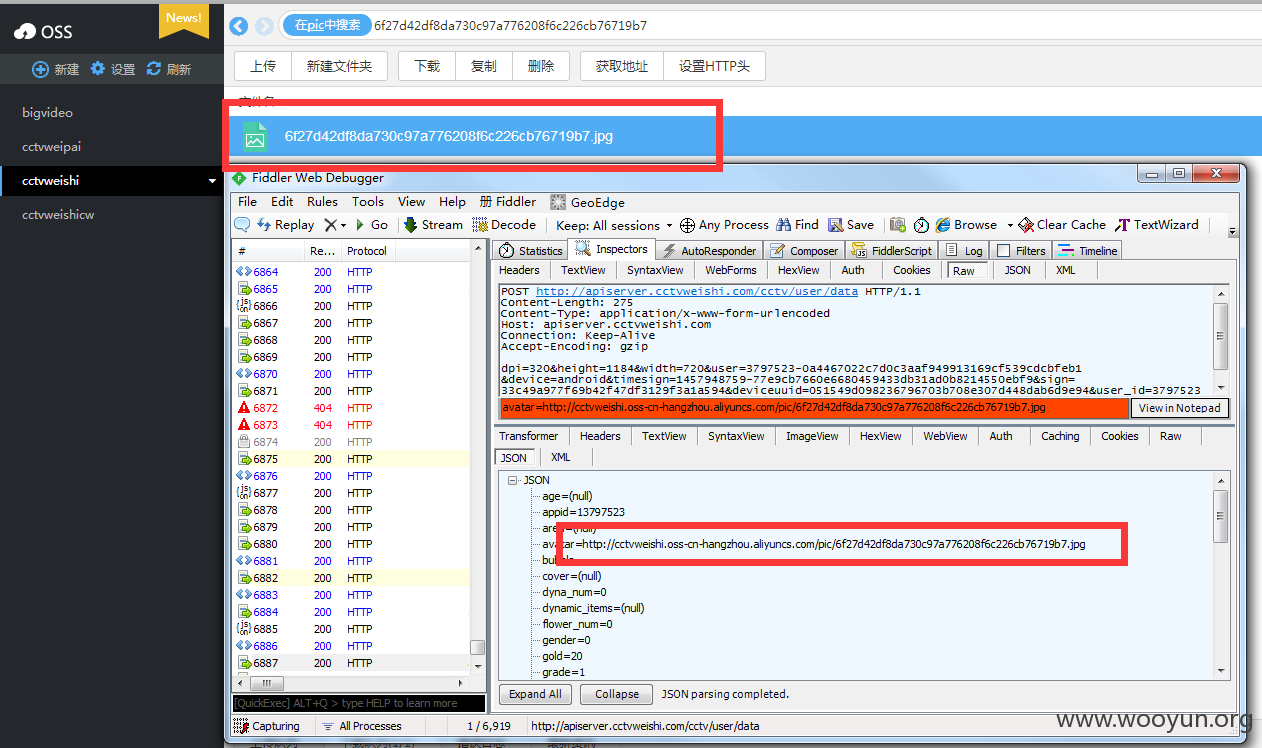 OSS
News!
新建 设置 刷新
bigvideo
cctvweipai
cctvweishi
cctvweishicw
在pic中搜索 6f27d42df8da730c97a776208f6c226cb76719b7
上传 新建文件夹 下载 复制 删除 获取地址 设置HTTP头
文件名
6f27d42df8da730c97a776208f6c226cb76719b7.jpg
Fiddler Web Debugger
File Edit Rules Tools View Help 册 Fiddler GeoEdge
Replay Go Stream Decode Keep: All sessions Any Process Find Save Browse Clear Cache TextWizard
# Re... Protocol
6864 200 HTTP
6865 200 HTTP
6866 200 HTTP
6867 200 HTTP
6868 200 HTTP
6869 200 HTTP
6870 200 HTTP
6871 200 HTTP
6872 404 HTTP
6873 404 HTTP
6874 200 HTTP
6875 200 HTTP
6876 200 HTTP
6877 200 HTTP
6878 200 HTTP
6879 200 HTTP
6880 200 HTTP
6881 200 HTTP
6882 200 HTTP
6883 200 HTTP
6884 200 HTTP
6885 200 HTTP
6886 200 HTTP
6887 200 HTTP
[QuickExec] ALT+Q > type HELP to learn more
Statistics Inspectors AutoResponder Composer FiddlerScript Log Filters Timeline
Headers TextView SyntaxView WebForms HexView Auth Cookies Raw JSON XML
POST http://apiserver.cctvweishi.com/cctv/user/data HTTP/1.1
Content-Length: 275
Content-Type: application/x-www-form-urlencoded
Host: apiserver.cctvweishi.com
Connection: Keep-Alive
Accept-Encoding: gzip
dpi=320&height=1184&width=720&user=3797523-0a4467022c7d0c3aaf949913169cf539cdcbfeb1
&device=android&timesign=1457948759-77e9cb7660e6680459433db31ad0b8214550ebf9&sign=
33c49a977f69b42f47df3129f3a1a594&deviceuuid=051549d09823679670​3b708e307d448dab6d9e94&user_id=3797523
avatar=http://cctvweishi.oss-cn-hangzhou.aliyuncs.com/pic/6f27d42df8da730c97a776208f6c226cb76719b7.jpg View in Notepad
Transformer Headers TextView SyntaxView ImageView HexView WebView Auth Caching Cookies Raw
JSON XML
JSON
age=(null)
appid=13797523
area=(null)
avatar=http://cctvweishi.oss-cn-hangzhou.aliyuncs.com/pic/6f27d42df8da730c97a776208f6c226cb76719b7.jpg
cover=(null)
dyna_num=0
dynamic_items=(null)
flower_num=0
gender=0
gold=20
grade=1
Expand All Collapse JSON parsing completed.
Capturing All Processes 1 / 6,919 http://apiserver.cctvweishi.com/cctv/user/data
www.wooyun.org